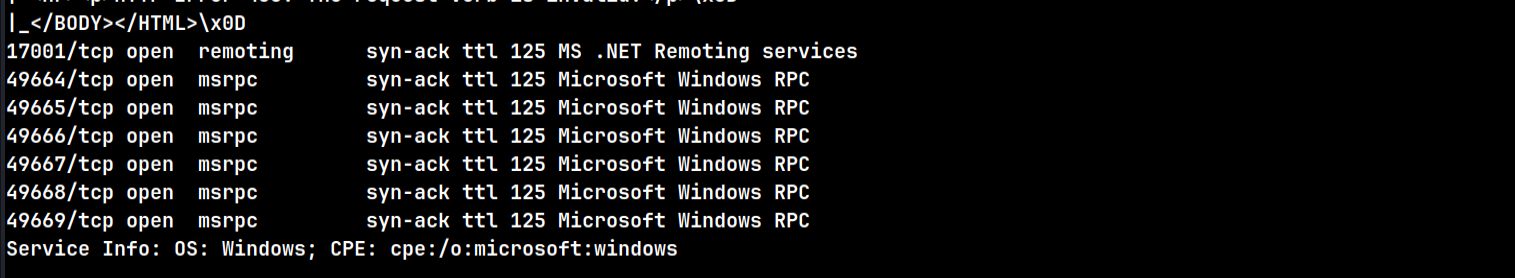 |_</BODY></HTML>\x0D
17001/tcp open  remoting      syn-ack ttl 125 MS .NET Remoting services
49664/tcp open  msrpc         syn-ack ttl 125 Microsoft Windows RPC
49665/tcp open  msrpc         syn-ack ttl 125 Microsoft Windows RPC
49666/tcp open  msrpc         syn-ack ttl 125 Microsoft Windows RPC
49667/tcp open  msrpc         syn-ack ttl 125 Microsoft Windows RPC
49668/tcp open  msrpc         syn-ack ttl 125 Microsoft Windows RPC
49669/tcp open  msrpc         syn-ack ttl 125 Microsoft Windows RPC
Service Info: OS: Windows; CPE: cpe:/o:microsoft:windows